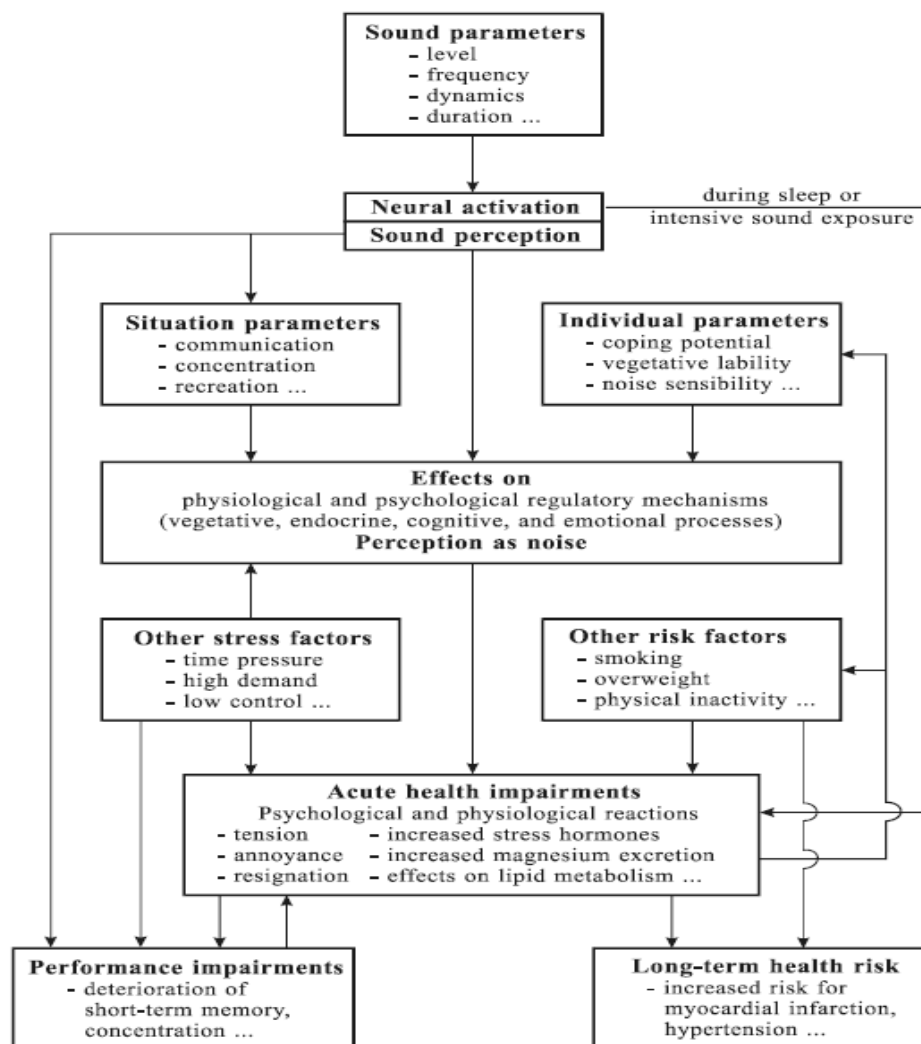 Sound parameters
- level
- frequency
- dynamics
- duration ...
Neural activation
during sleep or
intensive sound exposure
Sound perception
Situation parameters
- communication
- concentration
- recreation ...
Individual parameters
- coping potential
- vegetative lability
- noise sensibility ...
Effects on
physiological and psychological regulatory mechanisms
(vegetative, endocrine, cognitive, and emotional processes)
Perception as noise
Other stress factors
- time pressure
- high demand
- low control ...
Other risk factors
- smoking
- overweight
- physical inactivity ...
Acute health impairments
Psychological and physiological reactions
- tension - increased stress hormones
- annoyance - increased magnesium excretion
- resignation - effects on lipid metabolism ...
Performance impairments
- deterioration of
short-term memory,
concentration ...
Long-term health risk
- increased risk for
myocardial infarction,
hypertension ...